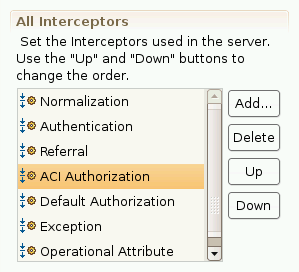 All Interceptors
Set the Interceptors used in the server.
Use the "Up" and "Down" buttons to
change the order.
Normalization
Authentication
Referral
ACI Authorization
Default Authorization
Exception
Operational Attribute
Add...
Delete
Up
Down